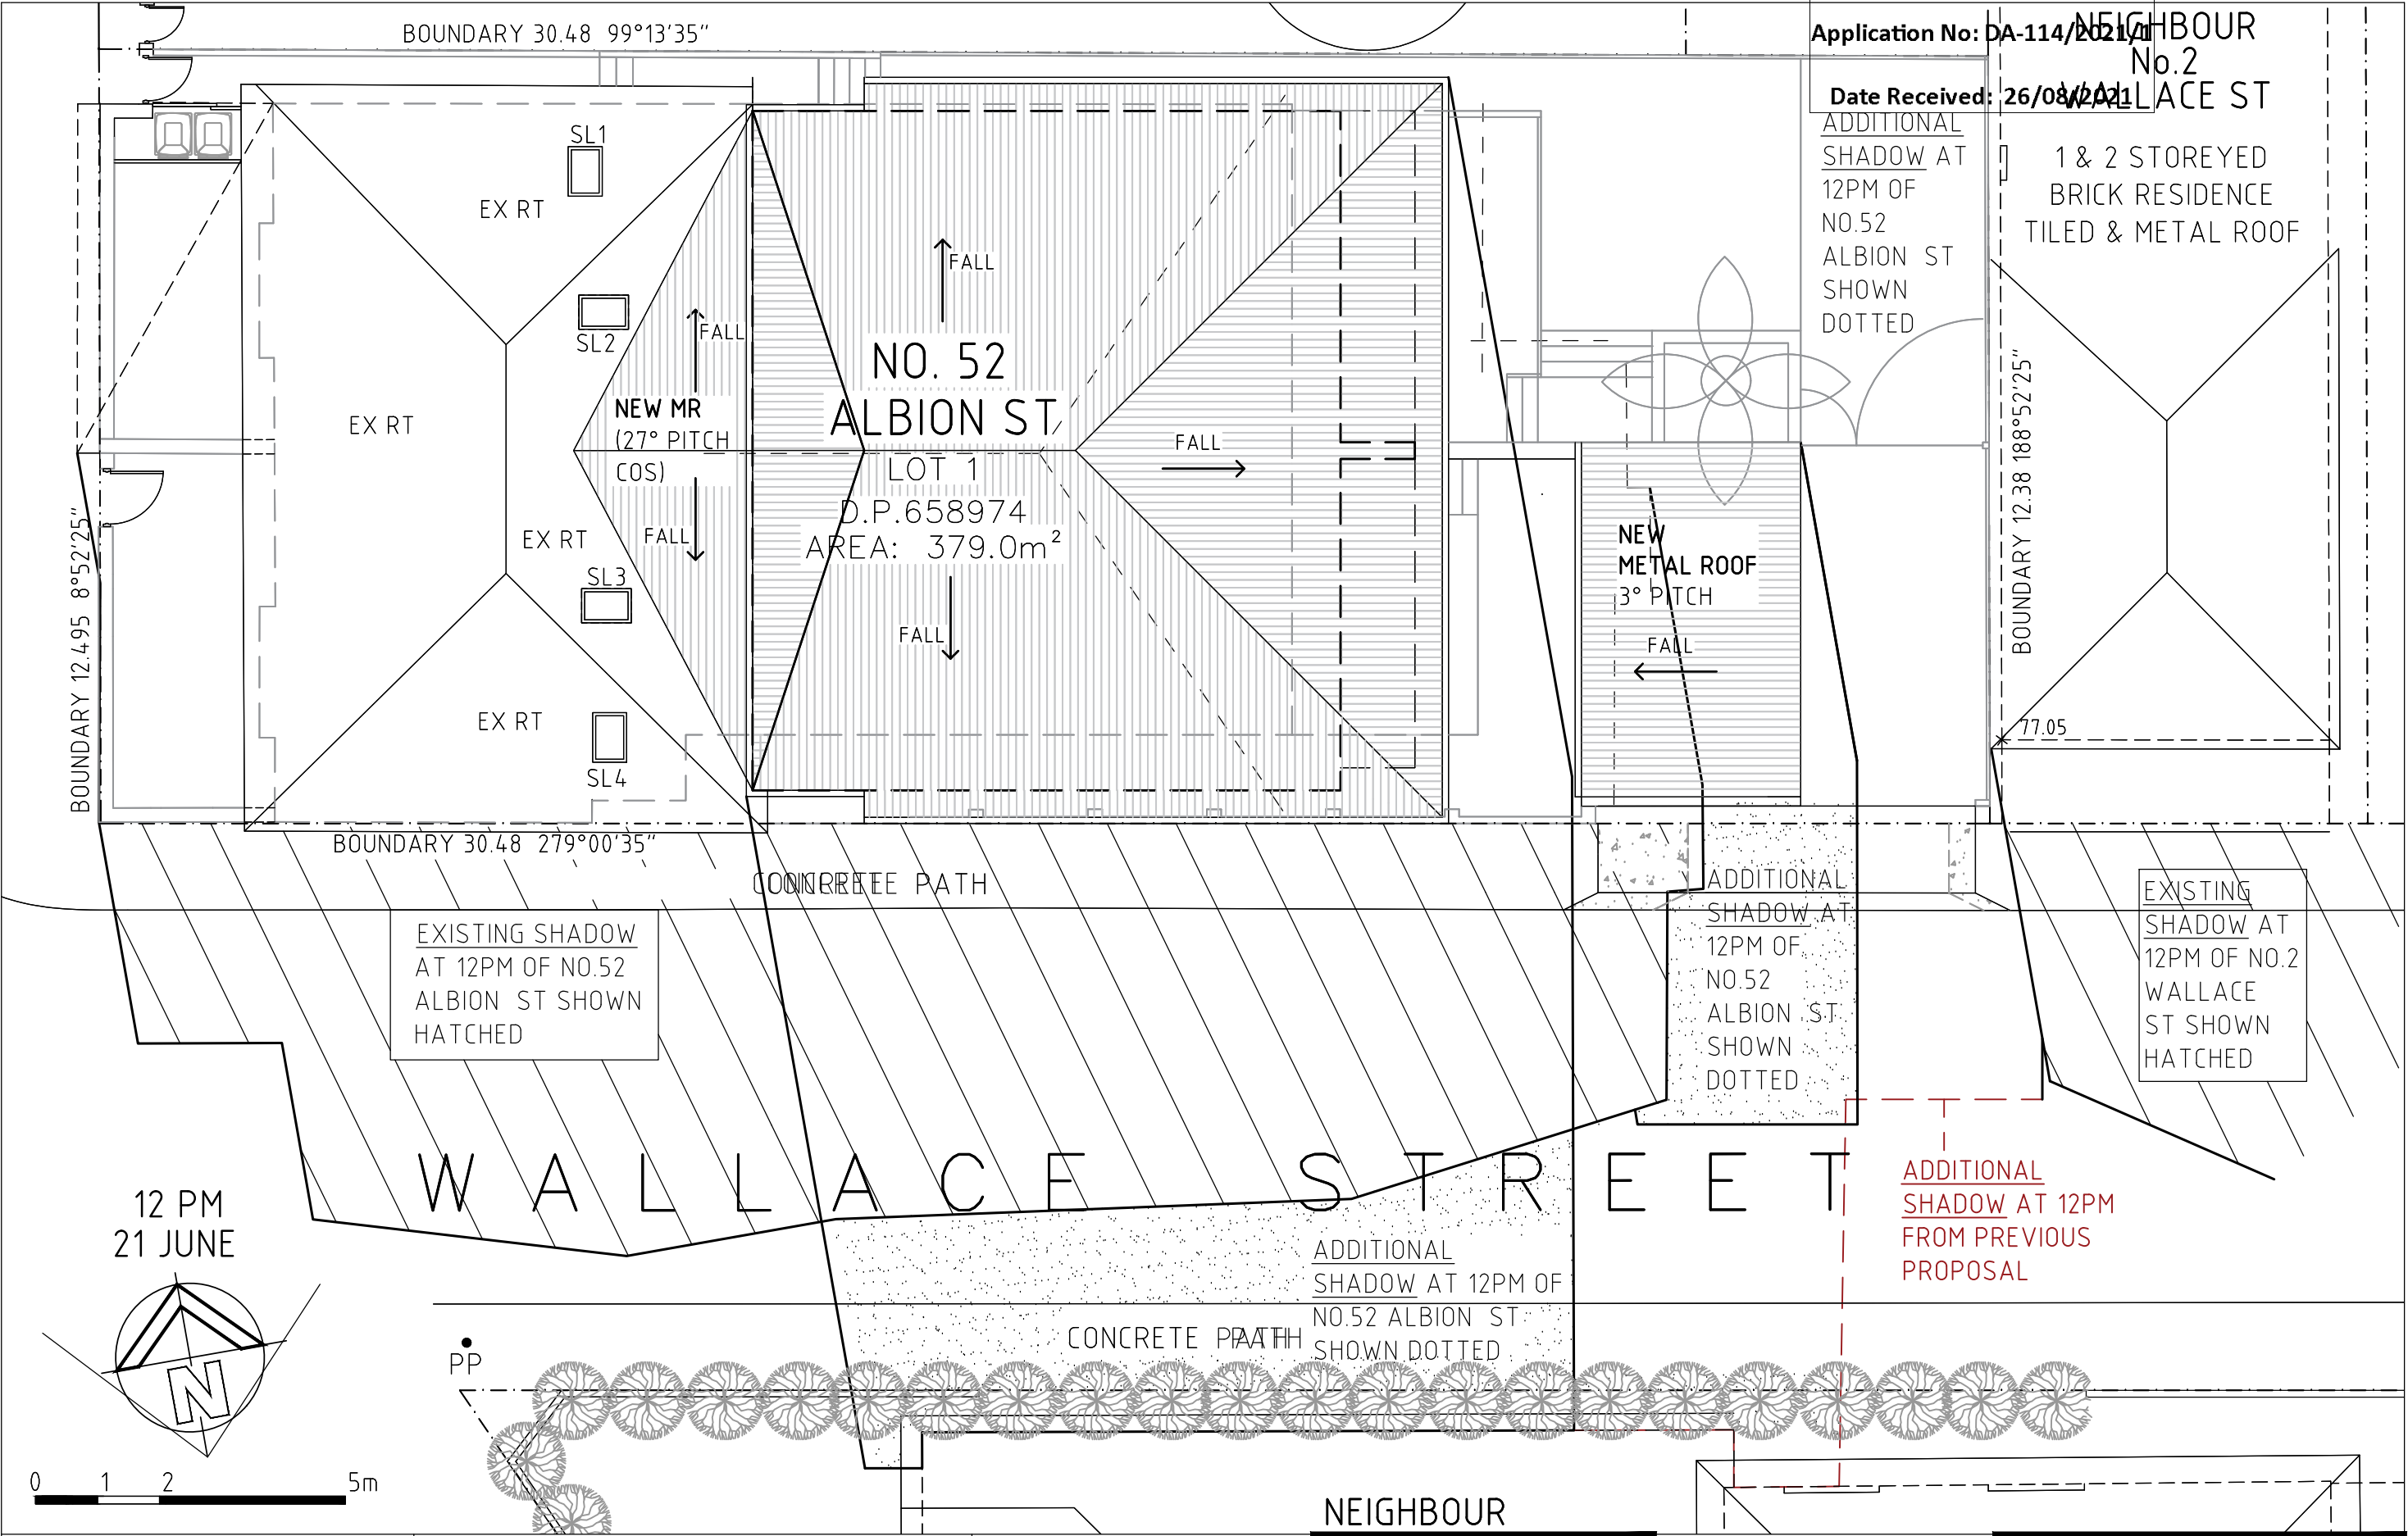 BOUNDARY 30.48 99°13'35"
Application No: DA-114/2021/1
NEIGHBOUR
No.2
WALLACE ST
Date Received: 26/08/2021
1 & 2 STOREYED
BRICK RESIDENCE
TILED & METAL ROOF
ADDITIONAL
SHADOW AT
12PM OF
NO.52
ALBION ST
SHOWN
DOTTED
SL1
EX RT
SL2
FALL
FALL
NO. 52
ALBION ST
LOT 1
D.P.658974
AREA: 379.0m²
EX RT
NEW MR
(27° PITCH
COS)
FALL
FALL
EX RT
SL3
FALL
EX RT
SL4
NEW
METAL ROOF
3° PITCH
FALL
BOUNDARY 12.495 8°52'25"
BOUNDARY 12.38 188°52'25"
77.05
BOUNDARY 30.48 279°00'35"
CONCRETE PATH
EXISTING SHADOW
AT 12PM OF NO.52
ALBION ST SHOWN
HATCHED
ADDITIONAL
SHADOW AT
12PM OF
NO.52
ALBION ST
SHOWN
DOTTED
EXISTING
SHADOW AT
12PM OF NO.2
WALLACE
ST SHOWN
HATCHED
WALLACE STREET
ADDITIONAL
SHADOW AT 12PM
FROM PREVIOUS
PROPOSAL
12 PM
21 JUNE
N
ADDITIONAL
SHADOW AT 12PM OF
NO.52 ALBION ST
SHOWN DOTTED
CONCRETE PATH
PP
0 1 2 5m
NEIGHBOUR